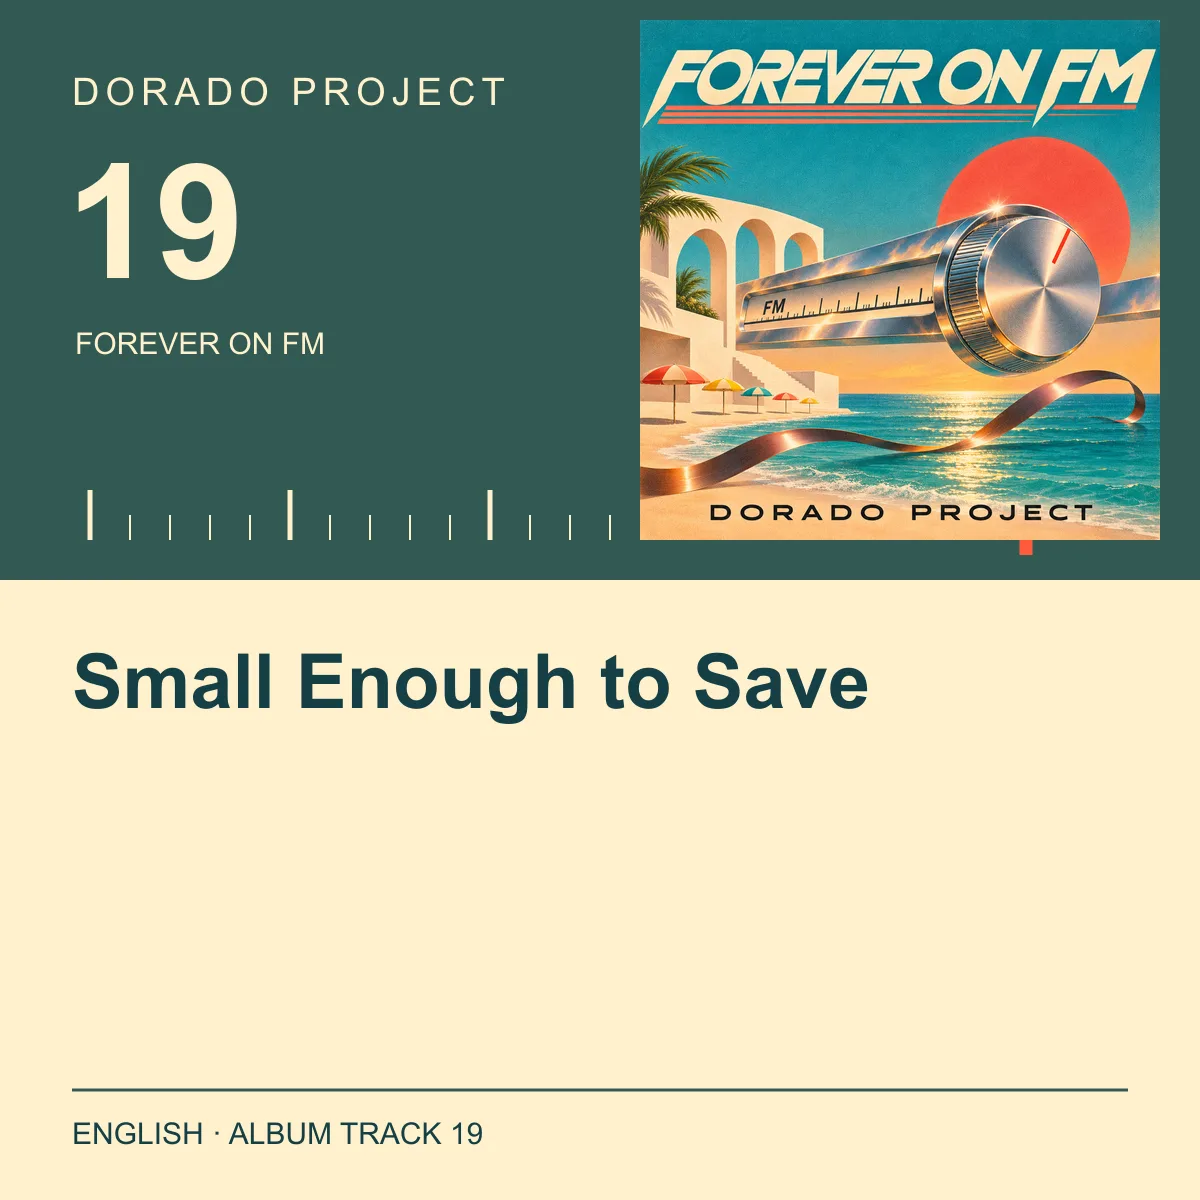 DORADO PROJECT
19
FOREVER ON FM
FOREVER ON FM
FM
DORADO PROJECT
Small Enough to Save
ENGLISH · ALBUM TRACK 19